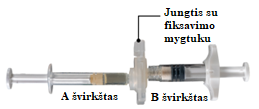 Jungtis su
fiksavimo
mygtuku
A švirkštas
B švirkštas